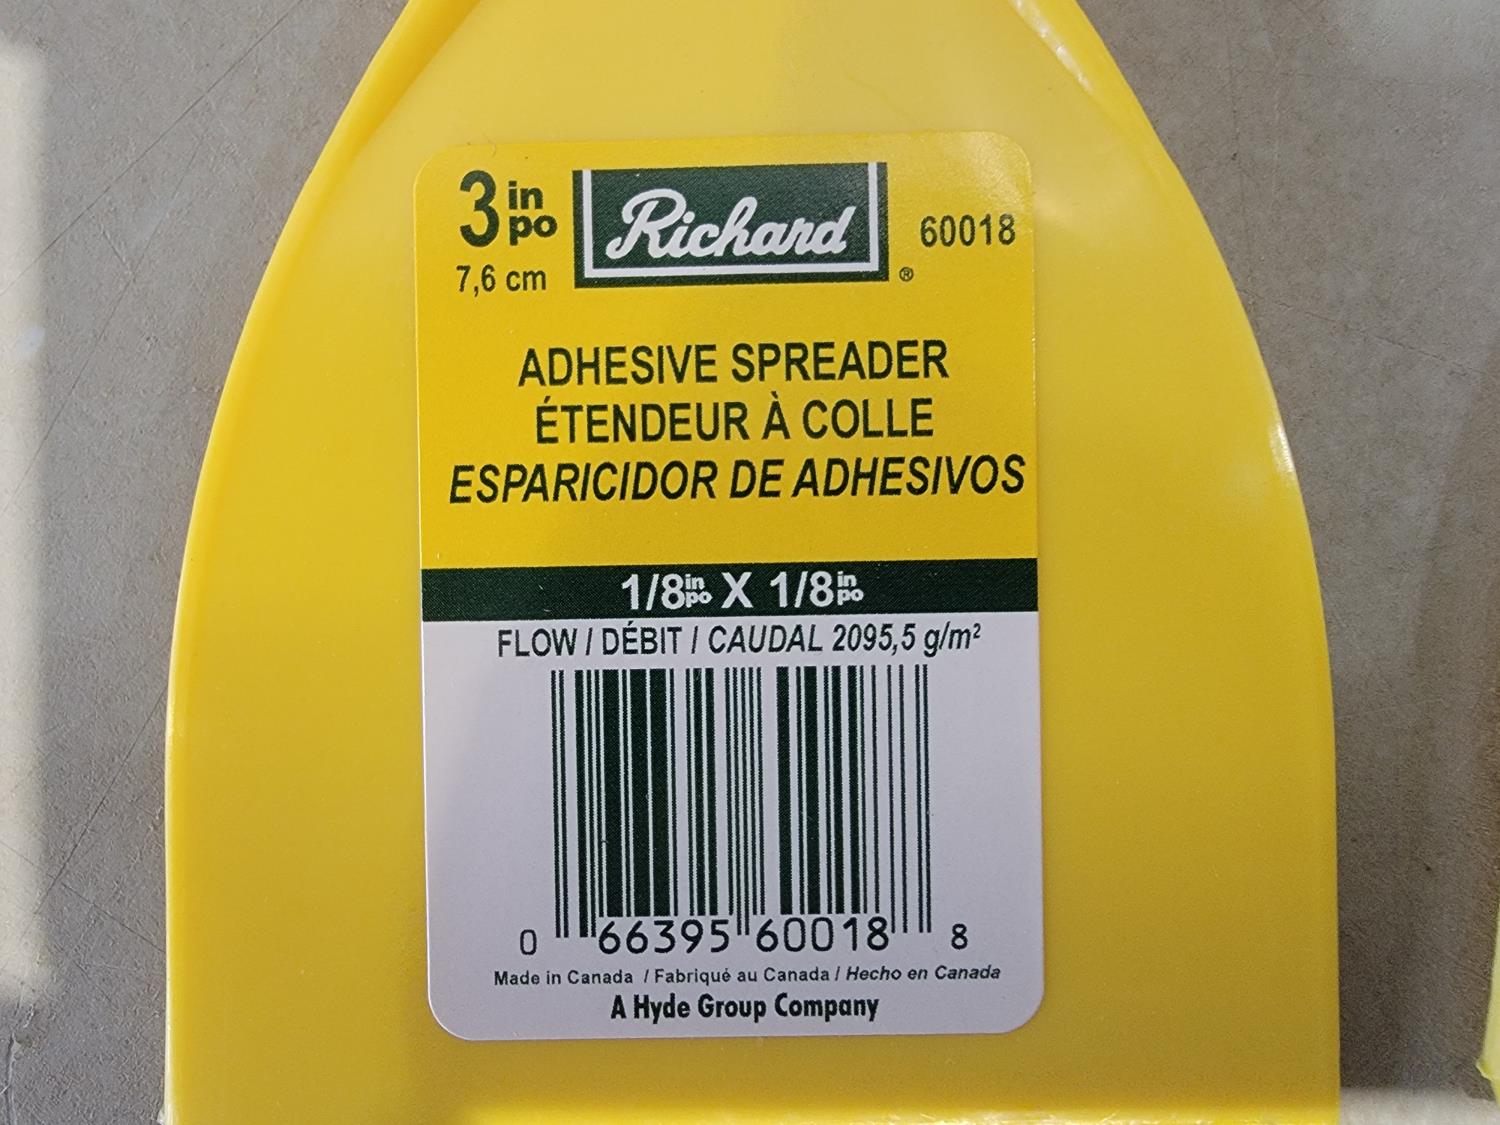 3 in po
7,6 cm
Richard
®
60018
ADHESIVE SPREADER
ÉTENDEUR À COLLE
ESPARICIDOR DE ADHESIVOS
1/8 in po X 1/8 in po
FLOW / DÉBIT / CAUDAL 2095,5 g/m²
0 66395 60018 8
Made in Canada / Fabriqué au Canada / Hecho en Canada
A Hyde Group Company